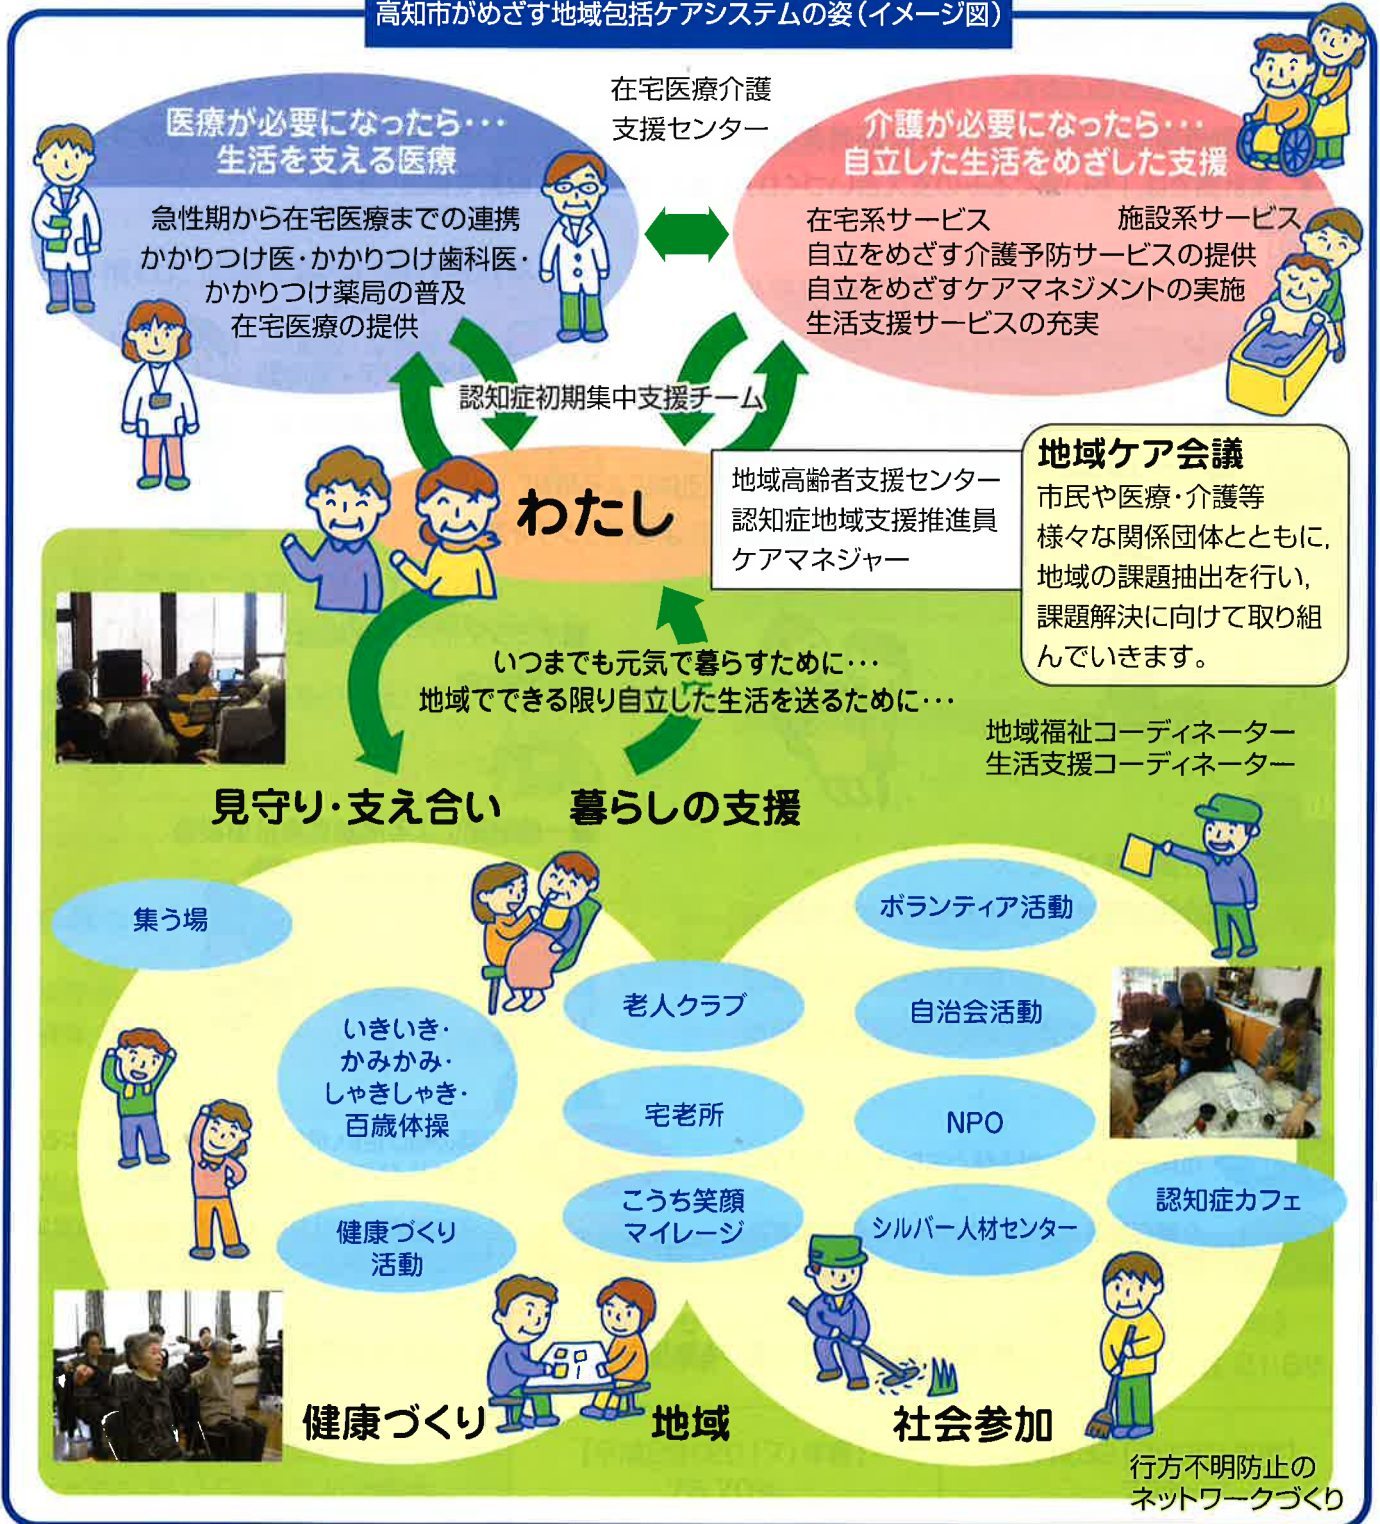 高知市がめざす地域包括ケアシステムの姿(イメージ図)
医療が必要になったら･･･
生活を支える医療
急性期から在宅医療までの連携
かかりつけ医･かかりつけ歯科医･
かかりつけ薬局の普及
在宅医療の提供
在宅医療介護
支援センター
介護が必要になったら･･･
自立した生活をめざした支援
在宅系サービス 施設系サービス
自立をめざす介護予防サービスの提供
自立をめざすケアマネジメントの実施
生活支援サービスの充実
認知症初期集中支援チーム
わたし
地域高齢者支援センター
認知症地域支援推進員
ケアマネジャー
地域ケア会議
市民や医療･介護等
様々な関係団体とともに,
地域の課題抽出を行い,
課題解決に向けて取り組
んでいきます。
いつまでも元気で暮らすために･･･
地域でできる限り自立した生活を送るために･･･
地域福祉コーディネーター
生活支援コーディネーター
見守り･支え合い
暮らしの支援
集う場
いきいき･
かみかみ･
しゃきしゃき･
百歳体操
健康づくり
活動
老人クラブ
宅老所
こうち笑顔
マイレージ
ボランティア活動
自治会活動
NPO
シルバー人材センター
認知症カフェ
健康づくり
地域
社会参加
行方不明防止の
ネットワークづくり